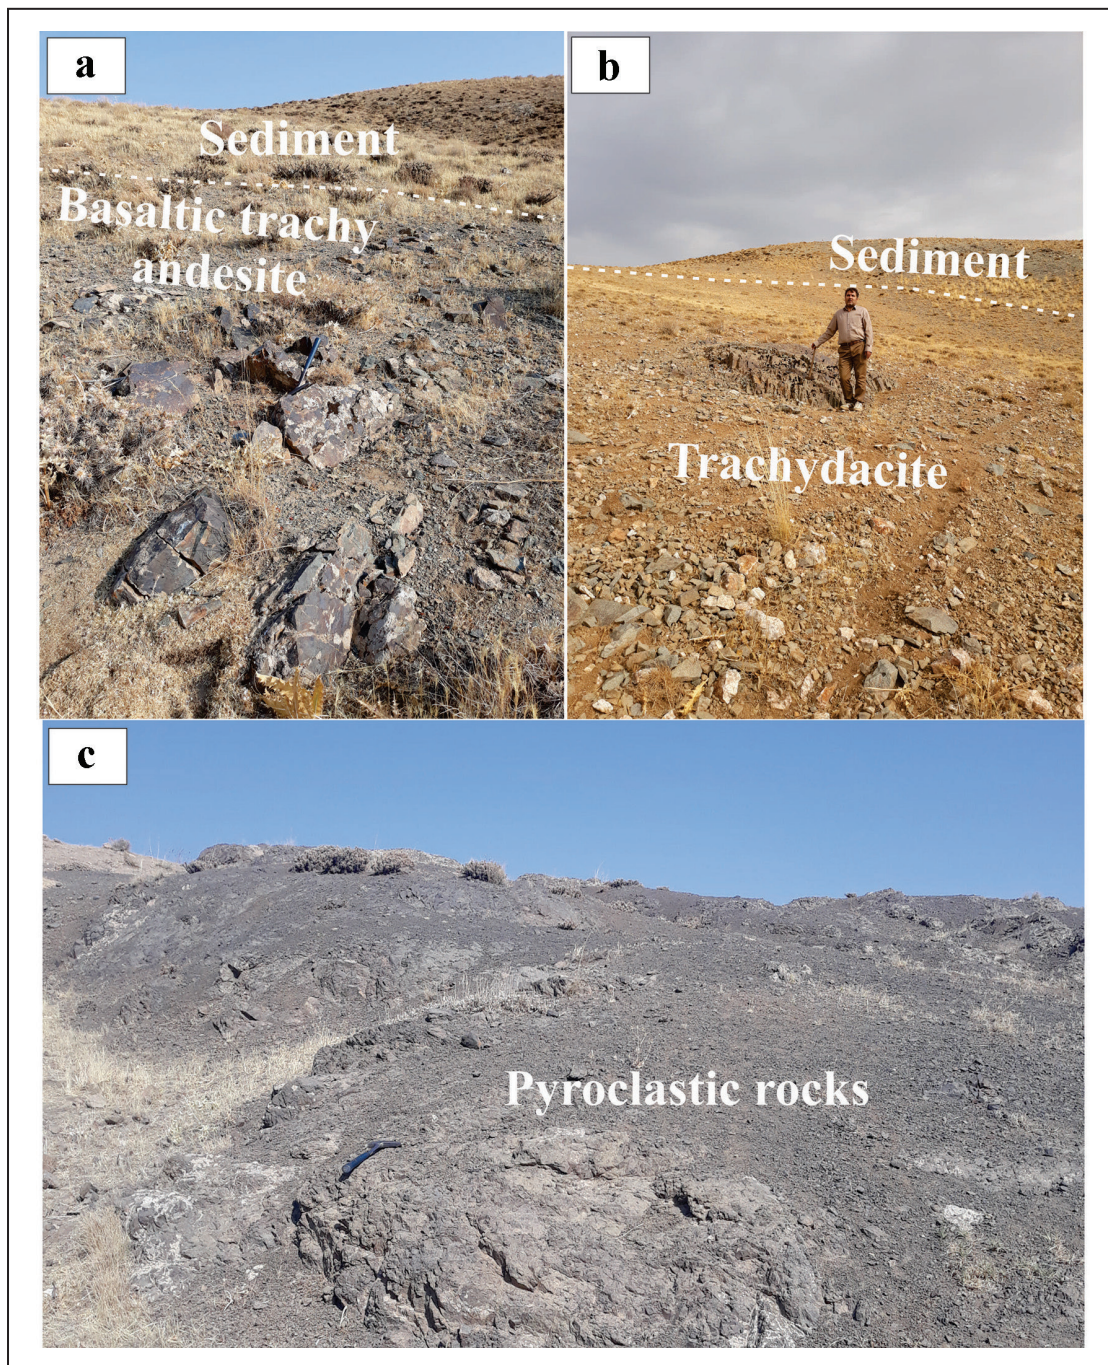 a
Sediment
Basaltic trachy
andesite
b
Sediment
Trachydacite
c
Pyroclastic rocks